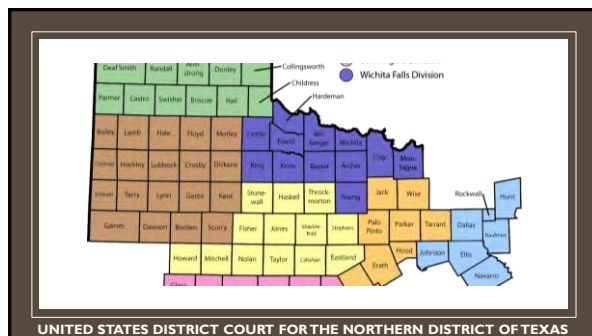 Deaf Smith Randall Arm-
strong Donley Collingsworth
Wichita Falls Division
Childress
Hardeman
Parmer Castro Swisher Briscoe Hall
Bailey Lamb Hale Floyd Motley Cottle
Foard Wil-
barger Wichita
Clay Mon-
tague
Hockley Lubbock Crosby Dickens King Knox Baylor Archer
Terry Lynn Garza Kent Stone-
wall Haskell Throck-
morton Young Jack Wise Rockwall Hunt
Gaines Dawson Borden Scurry Fisher Jones Shackle-
ford Stephens Palo
Pinto Parker Tarrant Dallas Kaufman
Howard Mitchell Nolan Taylor Callahan Eastland Erath Hood Johnson Ellis
Navarro
UNITED STATES DISTRICT COURT FOR THE NORTHERN DISTRICT OF TEXAS